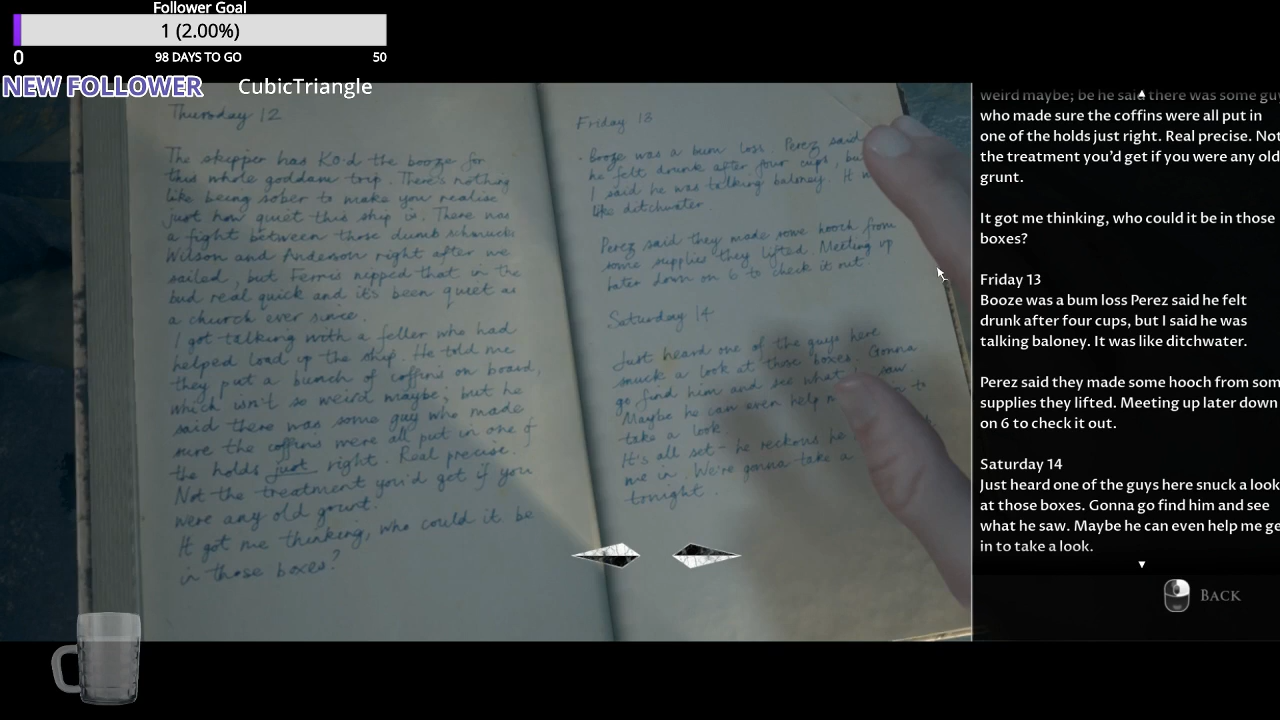 Follower Goal
1 (2.00%)
0
98 DAYS TO GO
50
NEW FOLLOWER
CubicTriangle
Thursday 12
The skipper has KO.d the booze for
this whole goddam trip. There's nothing
like being sober to make you realise
just how quiet this ship is. There was
a fight between those dumb schmucks
Wilson and Anderson right after we
sailed, but Ferris nipped that in the
bud real quick and it's been quiet as
a church ever since.
I got talking with a feller who had
helped load up the ship. He told me
they put a bunch of coffins on board,
which isn't so weird maybe; but he
said there was some guy who made
sure the coffins were all put in one of
the holds just right. Real precise.
Not the treatment you'd get if you
were any old grunt.
It got me thinking, who could it be
in those boxes?
Friday 13
Booze was a bum loss. Perez said
he felt drunk after four cups, but
I said he was talking baloney. It
like ditchwater.
Perez said they made some hooch from
some supplies they lifted. Meeting up
later down on 6 to check it out
Saturday 14
Just heard one of the guys here
snuck a look at those boxes. Gonna
go find him and see what saw
Maybe he can even help to
take a look.
It's all set - he reckons he
me in. We're gonna take a
tonight.
weird maybe; be he said there was some guy
who made sure the coffins were all put in
one of the holds just right. Real precise. Not
the treatment you'd get if you were any old
grunt.
It got me thinking, who could it be in those
boxes?
Friday 13
Booze was a bum loss Perez said he felt
drunk after four cups, but I said he was
talking baloney. It was like ditchwater.
Perez said they made some hooch from som
supplies they lifted. Meeting up later down
on 6 to check it out.
Saturday 14
Just heard one of the guys here snuck a look
at those boxes. Gonna go find him and see
what he saw. Maybe he can even help me ge
in to take a look.
BACK